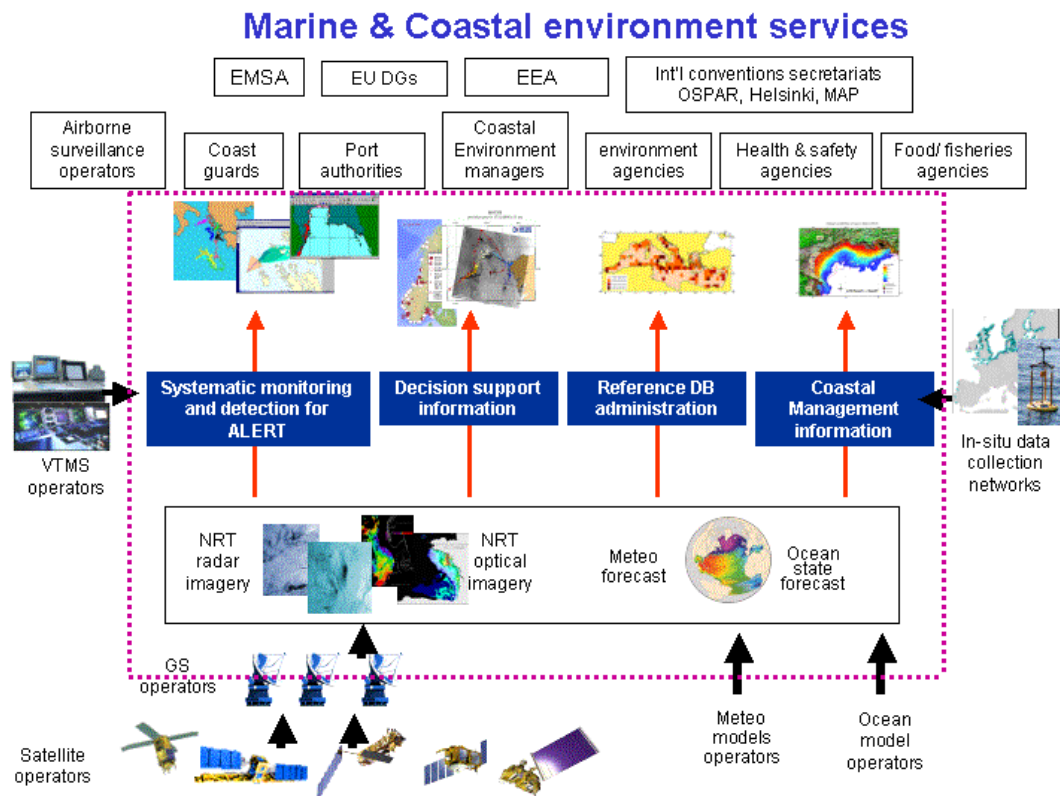 Marine & Coastal environment services
EMSA
EU DGs
EEA
Int'l conventions secretariats
OSPAR, Helsinki, MAP
Airborne
surveillance
operators
Coast
guards
Port
authorities
Coastal
Environment
managers
environment
agencies
Health & safety
agencies
Food/ fisheries
agencies
Systematic monitoring
and detection for
ALERT
Decision support
information
Reference DB
administration
Coastal
Management
information
VTMS
operators
In-situ data
collection
networks
NRT
radar
imagery
NRT
optical
imagery
Meteo
forecast
Ocean
state
forecast
GS
operators
Satellite
operators
Meteo
models
operators
Ocean
model
operators